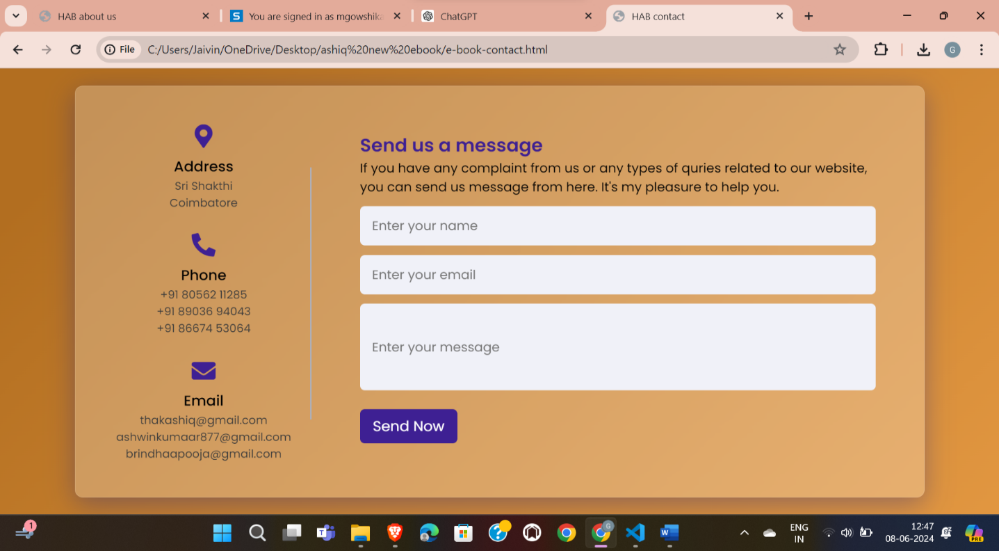 HAB about us
You are signed in as mgowshika
ChatGPT
HAB contact
File
C:/Users/Jaivin/OneDrive/Desktop/ashiq%20new%20ebook/e-book-contact.html
G
Address
Sri Shakthi
Coimbatore
Phone
+91 80562 11285
+91 89036 94043
+91 86674 53064
Email
thakashiq@gmail.com
ashwinkumaar877@gmail.com
brindhaapooja@gmail.com
Send us a message
If you have any complaint from us or any types of quries related to our website,
you can send us message from here. It's my pleasure to help you.
Enter your name
Enter your email
Enter your message
Send Now
1
ENG
IN
12:47
08-06-2024
PRE